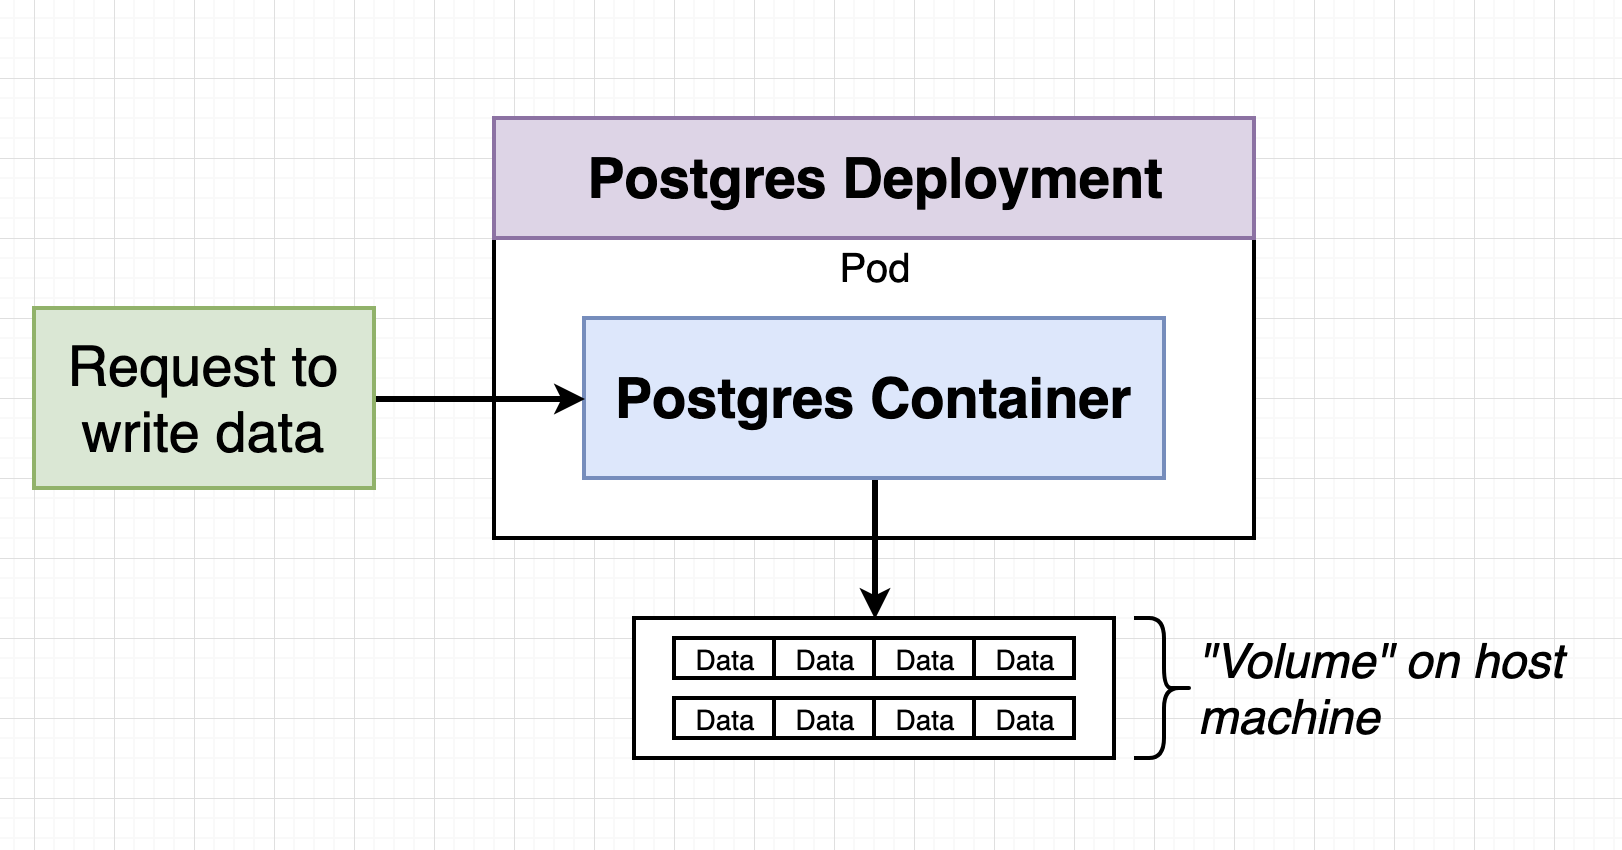 Postgres Deployment
Pod
Request to
write data
Postgres Container
Data Data Data Data
Data Data Data Data
"Volume" on host
machine